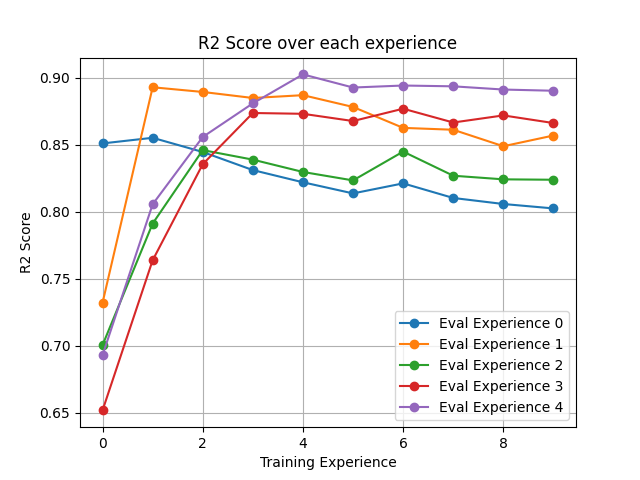 R2 Score over each experience
R2 Score
0.90
0.85
0.80
0.75
0.70
0.65
0 2 4 6 8
Training Experience
Eval Experience 0
Eval Experience 1
Eval Experience 2
Eval Experience 3
Eval Experience 4